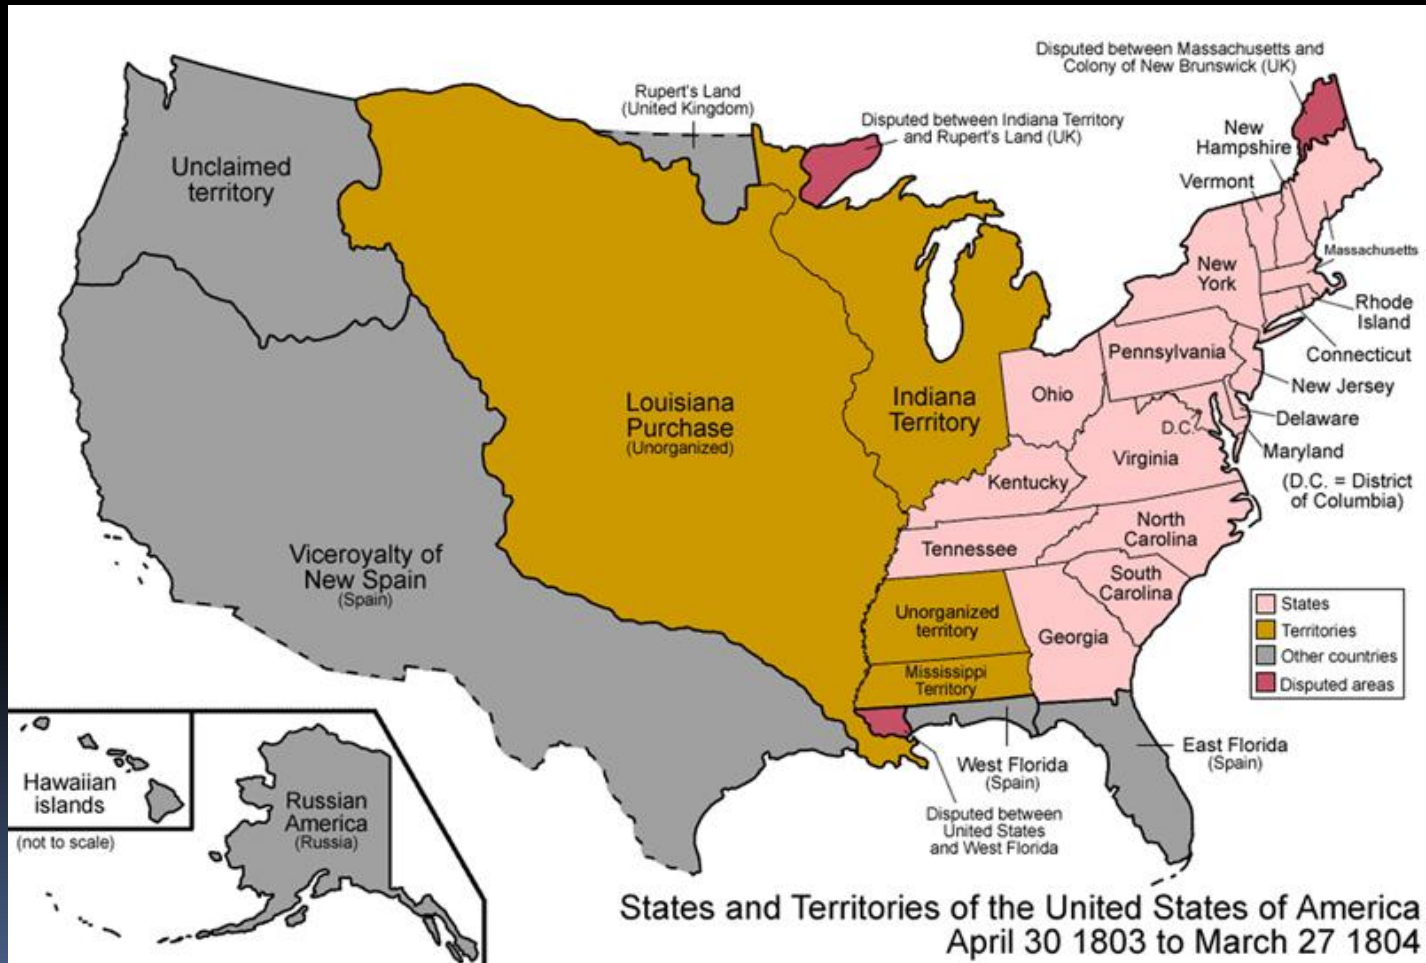 Disputed between Massachusetts and
Colony of New Brunswick (UK)
Rupert's Land
(United Kingdom)
Disputed between Indiana Territory
and Rupert's Land (UK)
New
Hampshire
Vermont
Unclaimed
territory
Massachusetts
New
York
Rhode
Island
Connecticut
Pennsylvania
New Jersey
Ohio
Indiana
Territory
Louisiana
Purchase
(Unorganized)
Delaware
D.C.
Maryland
Virginia
(D.C. = District
of Columbia)
Kentucky
North
Carolina
Tennessee
Viceroyalty of
New Spain
(Spain)
South
Carolina
Unorganized
territory
Georgia
Mississippi
Territory
States
Territories
Other countries
Disputed areas
West Florida
(Spain)
East Florida
(Spain)
Disputed between
United States
and West Florida
Hawaiian
islands
(not to scale)
Russian
America
(Russia)
States and Territories of the United States of America
April 30 1803 to March 27 1804